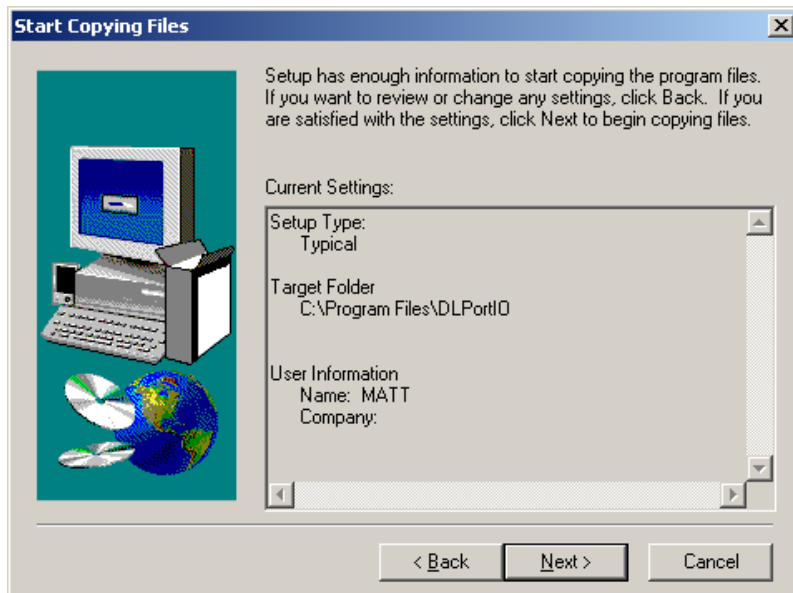 Start Copying Files
Setup has enough information to start copying the program files.
If you want to review or change any settings, click Back. If you
are satisfied with the settings, click Next to begin copying files.
Current Settings:
Setup Type:
Typical
Target Folder
C:\Program Files\DLPortIO
User Information
Name: MATT
Company:
< Back
Next >
Cancel